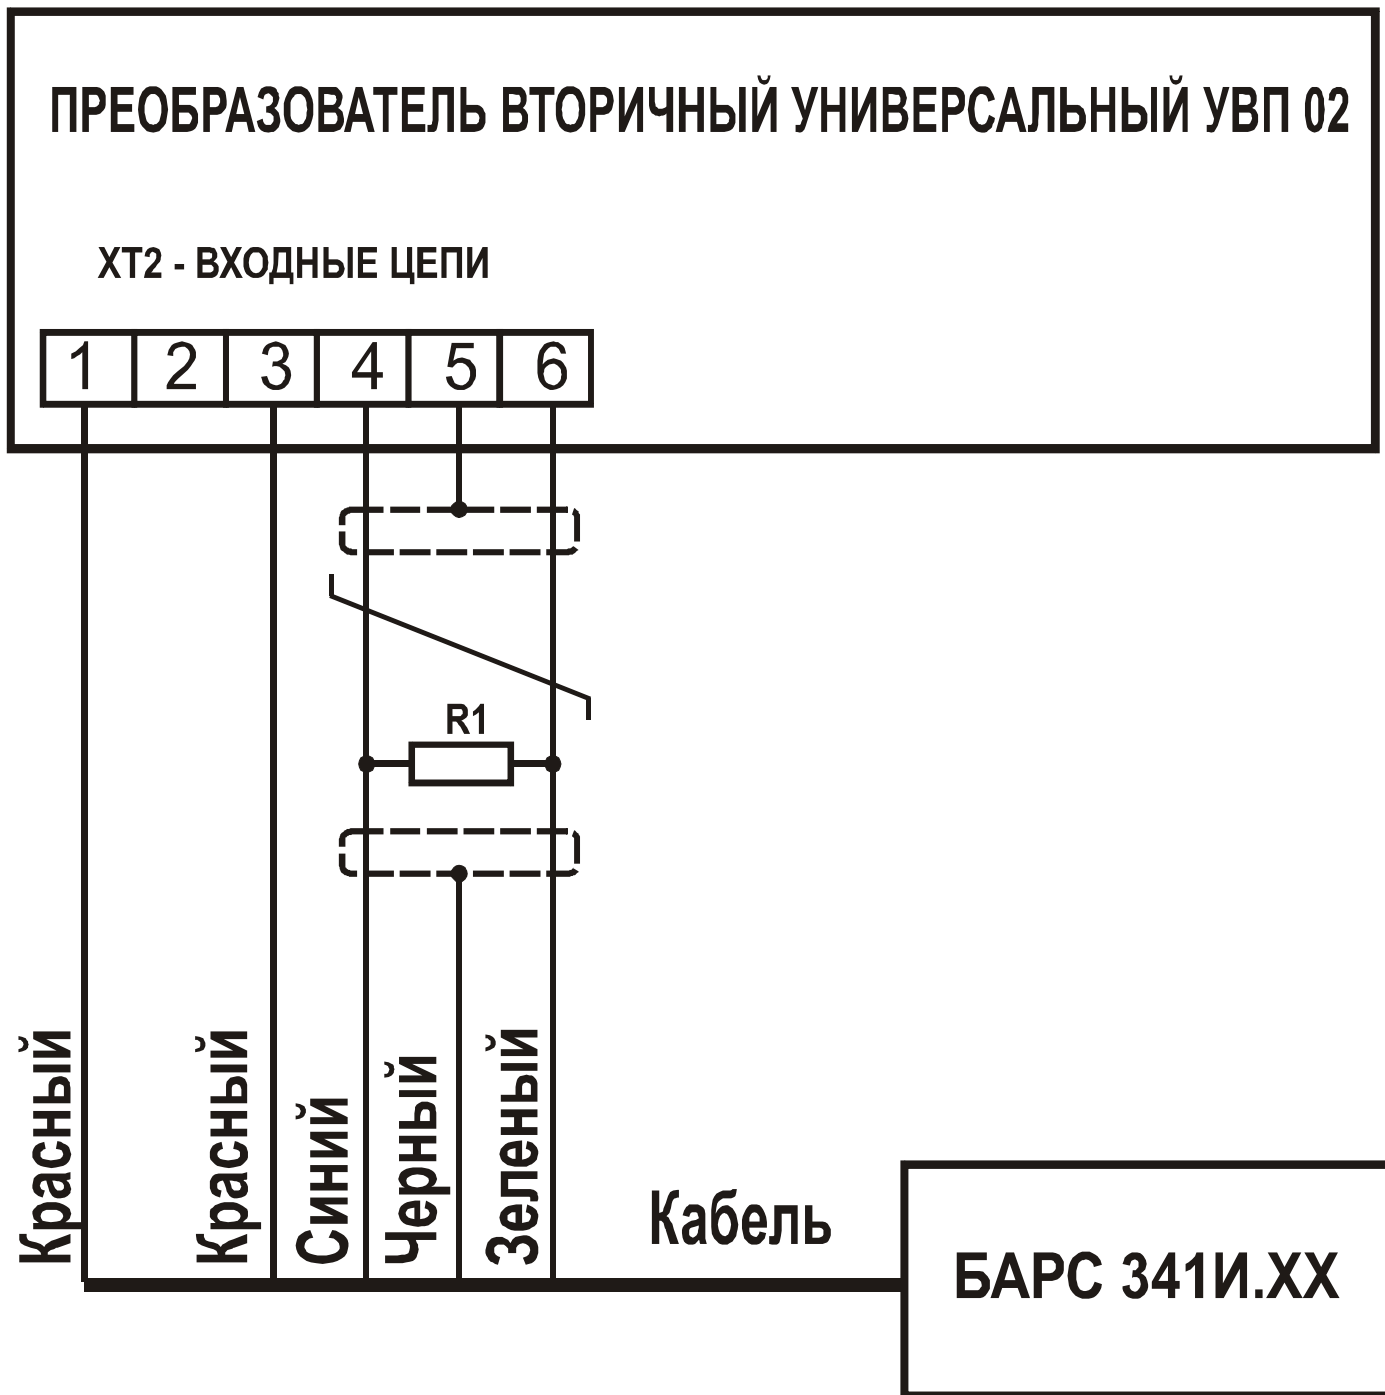 ПРЕОБРАЗОВАТЕЛЬ ВТОРИЧНЫЙ УНИВЕРСАЛЬНЫЙ УВП 02
ХТ2 - ВХОДНЫЕ ЦЕПИ
1 2 3 4 5 6
R1
Красный
Красный
Синий
Черный
Зеленый
Кабель
БАРС 341И.ХХ